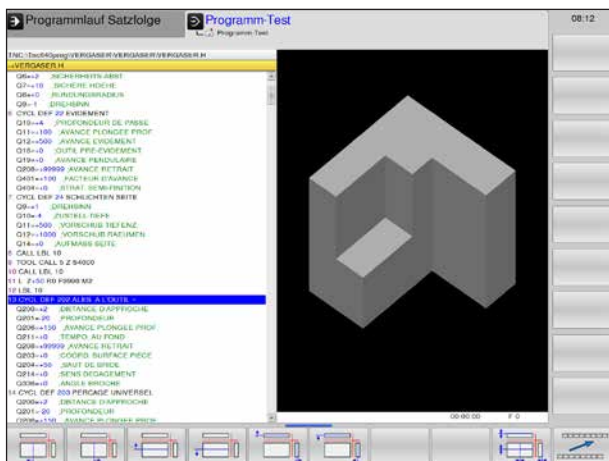 Programmlauf Satzfolge
Programm-Test
Programm-Test
08:12
TNC:\Tnc640\prog\VERGASER\VERGASER\VERGASER.H
→VERGASER.H
Q6=+2 ;SICHERHEITS-ABST.
Q7=+10 ;SICHERE HOEHE
Q8=+0 ;RUNDUNGSRADIUS
Q9=-1 ;DREHSINN
6 CYCL DEF 22 EVIDEMENT
Q10=-4 ;PROFONDEUR DE PASSE
Q11=+100 ;AVANCE PLONGEE PROF.
Q12=+500 ;AVANCE EVIDEMENT
Q18=+0 ;OUTIL PRE-EVIDEMENT
Q19=+0 ;AVANCE PENDULAIRE
Q208=+99999 ;AVANCE RETRAIT
Q401=+100 ;FACTEUR D'AVANCE
Q404=+0 ;STRAT. SEMI-FINITION
7 CYCL DEF 24 SCHLICHTEN SEITE
Q9=+1 ;DREHSINN
Q10=-4 ;ZUSTELL-TIEFE
Q11=+500 ;VORSCHUB TIEFENZ.
Q12=+1000 ;VORSCHUB RAEUMEN
Q14=+0 ;AUFMASS SEITE
8 CALL LBL 10
9 TOOL CALL 5 Z S4000
10 CALL LBL 10
11 L Z+50 R0 F9998 M2
12 LBL 10
13 CYCL DEF 202 ALES. A L'OUTIL ~
Q200=+2 ;DISTANCE D'APPROCHE
Q201=-20 ;PROFONDEUR
Q206=+150 ;AVANCE PLONGEE PROF.
Q211=+0 ;TEMPO. AU FOND
Q208=+99999 ;AVANCE RETRAIT
Q203=+0 ;COORD. SURFACE PIECE
Q204=+50 ;SAUT DE BRIDE
Q214=+0 ;SENS DEGAGEMENT
Q336=+0 ;ANGLE BROCHE
14 CYCL DEF 203 PERCAGE UNIVERSEL
Q200=+2 ;DISTANCE D'APPROCHE
Q201=-20 ;PROFONDEUR
Q206=+150 ;AVANCE PLONGEE PROF.
00:00:00 F 0